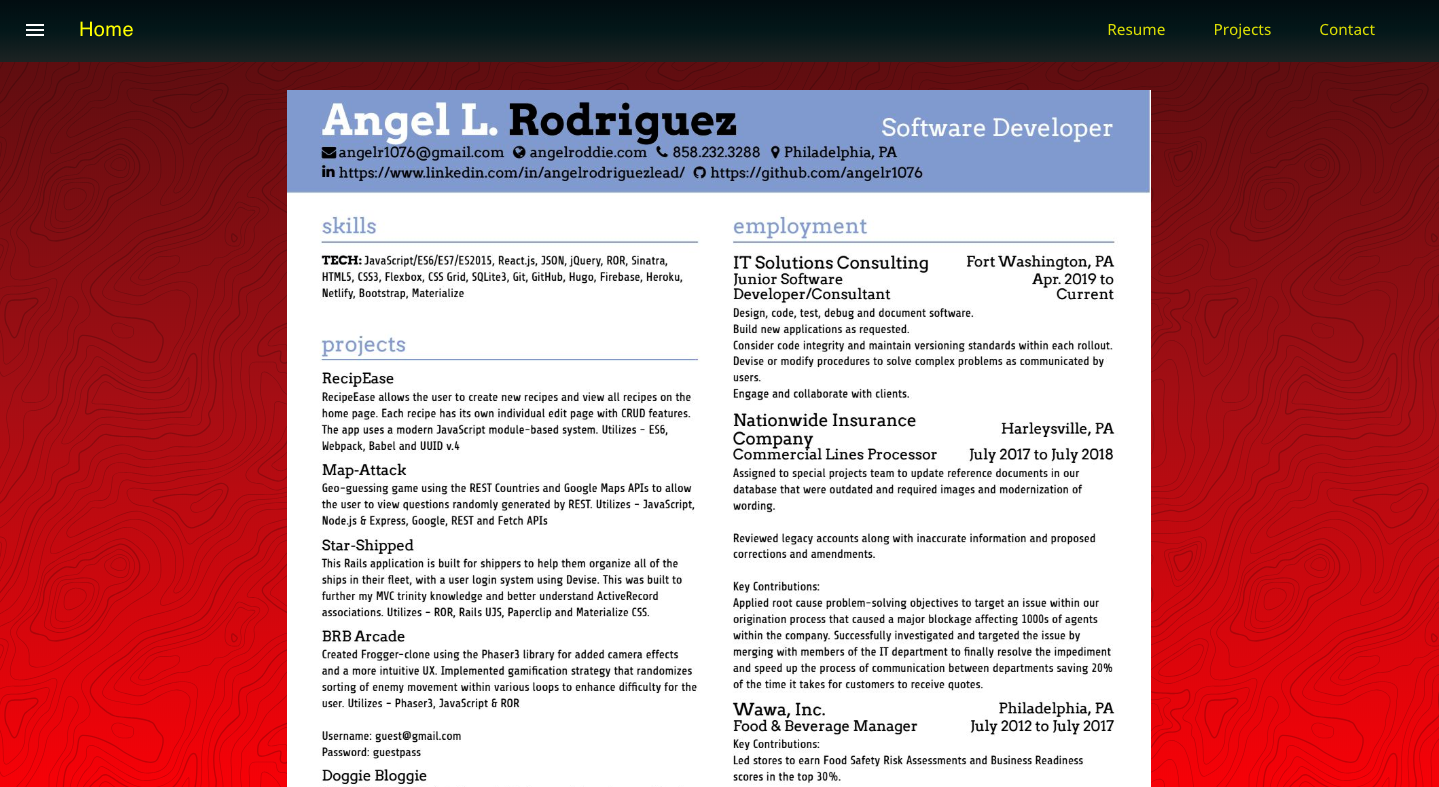 Home
Resume Projects Contact
Angel L. Rodriguez
Software Developer
angelr1076@gmail.com angelroddie.com 858.232.3288 Philadelphia, PA
https://www.linkedin.com/in/angelrodriguezlead/ https://github.com/angelr1076
skills
TECH: JavaScript/ES6/ES7/ES2015, React.js, JSON, jQuery, ROR, Sinatra,
HTML5, CSS3, Flexbox, CSS Grid, SQLite3, Git, GitHub, Hugo, Firebase, Heroku,
Netlify, Bootstrap, Materialize
projects
RecipEase
RecipeEase allows the user to create new recipes and view all recipes on the
home page. Each recipe has its own individual edit page with CRUD features.
The app uses a modern JavaScript module-based system. Utilizes - ES6,
Webpack, Babel and UUID v.4
Map-Attack
Geo-guessing game using the REST Countries and Google Maps APIs to allow
the user to view questions randomly generated by REST. Utilizes - JavaScript,
Node.js & Express, Google, REST and Fetch APIs
Star-Shipped
This Rails application is built for shippers to help them organize all of the
ships in their fleet, with a user login system using Devise. This was built to
further my MVC trinity knowledge and better understand ActiveRecord
associations. Utilizes - ROR, Rails UJS, Paperclip and Materialize CSS.
BRB Arcade
Created Frogger-clone using the Phaser3 library for added camera effects
and a more intuitive UX. Implemented gamification strategy that randomizes
sorting of enemy movement within various loops to enhance difficulty for the
user. Utilizes - Phaser3, JavaScript & ROR
Username: guest@gmail.com
Password: guestpass
Doggie Bloggie
employment
IT Solutions Consulting Fort Washington, PA
Junior Software Apr. 2019 to
Developer/Consultant Current
Design, code, test, debug and document software.
Build new applications as requested.
Consider code integrity and maintain versioning standards within each rollout.
Devise or modify procedures to solve complex problems as communicated by
users.
Engage and collaborate with clients.
Nationwide Insurance
Company Harleysville, PA
Commercial Lines Processor July 2017 to July 2018
Assigned to special projects team to update reference documents in our
database that were outdated and required images and modernization of
wording.
Reviewed legacy accounts along with inaccurate information and proposed
corrections and amendments.
Key Contributions:
Applied root cause problem-solving objectives to target an issue within our
origination process that caused a major blockage affecting 1000s of agents
within the company. Successfully investigated and targeted the issue by
merging with members of the IT department to finally resolve the impediment
and speed up the process of communication between departments saving 20%
of the time it takes for customers to receive quotes.
Wawa, Inc. Philadelphia, PA
Food & Beverage Manager July 2012 to July 2017
Key Contributions:
Led stores to earn Food Safety Risk Assessments and Business Readiness
scores in the top 30%.